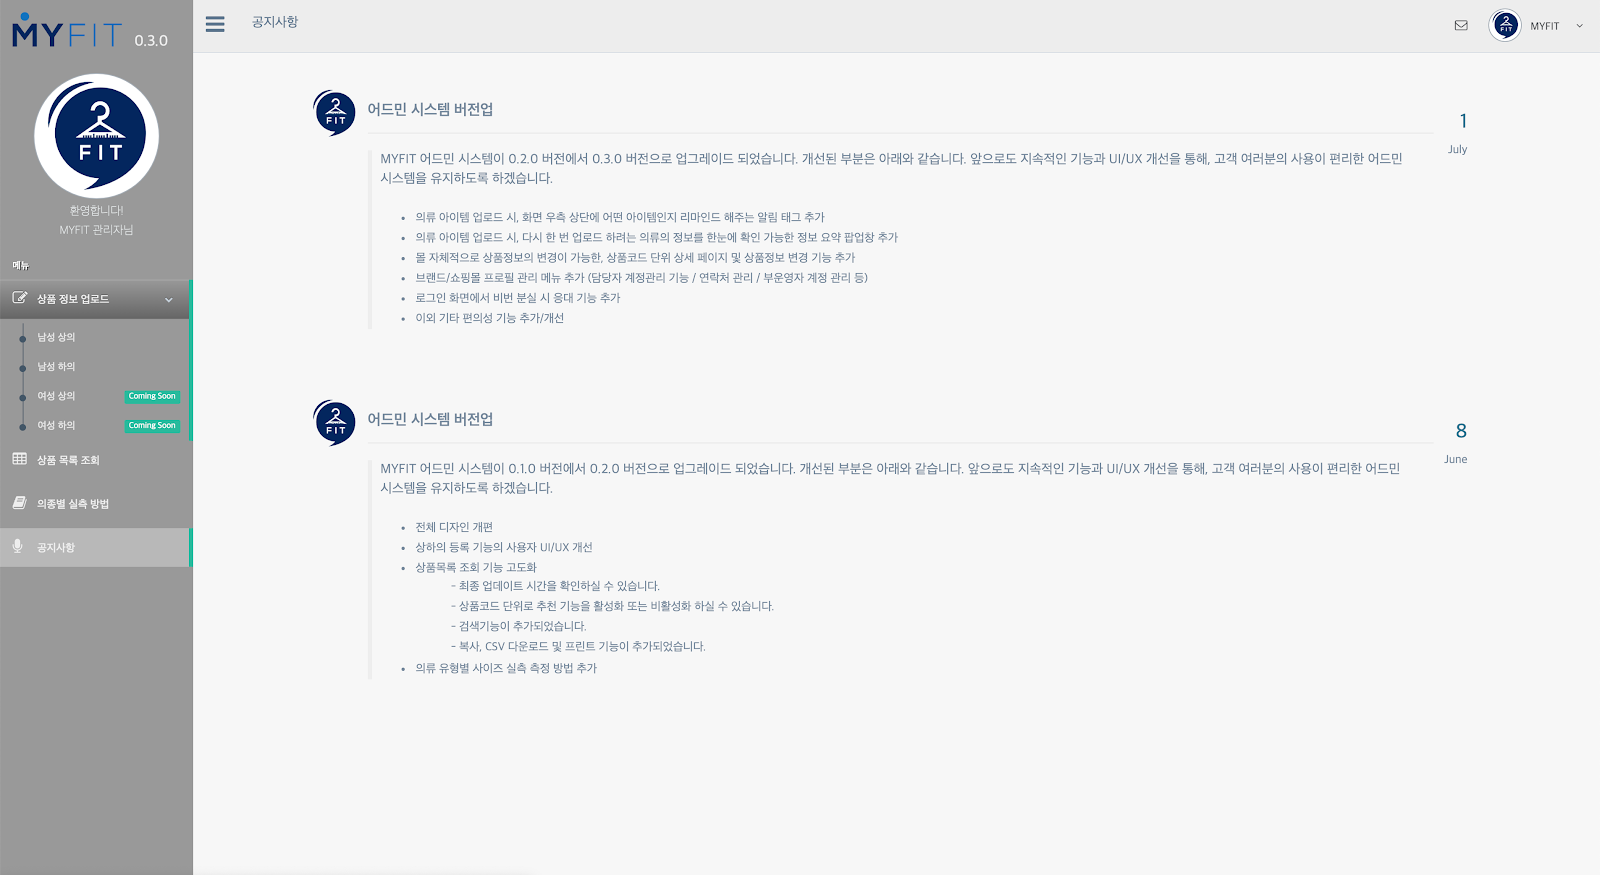 MYFIT 0.3.0
공지사항
MYFIT
FIT
환영합니다!
MYFIT 관리자님
메뉴
상품 정보 업로드
남성 상의
남성 하의
여성 상의 Coming Soon
여성 하의 Coming Soon
상품 목록 조회
의종별 실측 방법
공지사항
FIT
어드민 시스템 버전업
1
July
MYFIT 어드민 시스템이 0.2.0 버전에서 0.3.0 버전으로 업그레이드 되었습니다. 개선된 부분은 아래와 같습니다. 앞으로도 지속적인 기능과 UI/UX 개선을 통해, 고객 여러분의 사용이 편리한 어드민
시스템을 유지하도록 하겠습니다.
• 의류 아이템 업로드 시, 화면 우측 상단에 어떤 아이템인지 리마인드 해주는 알림 태그 추가
• 의류 아이템 업로드 시, 다시 한 번 업로드 하려는 의류의 정보를 한눈에 확인 가능한 정보 요약 팝업창 추가
• 몰 자체적으로 상품정보의 변경이 가능한, 상품코드 단위 상세 페이지 및 상품정보 변경 기능 추가
• 브랜드/쇼핑몰 프로필 관리 메뉴 추가 (담당자 계정관리 기능 / 연락처 관리 / 부운영자 계정 관리 등)
• 로그인 화면에서 비번 분실 시 응대 기능 추가
• 이외 기타 편의성 기능 추가/개선
FIT
어드민 시스템 버전업
8
June
MYFIT 어드민 시스템이 0.1.0 버전에서 0.2.0 버전으로 업그레이드 되었습니다. 개선된 부분은 아래와 같습니다. 앞으로도 지속적인 기능과 UI/UX 개선을 통해, 고객 여러분의 사용이 편리한 어드민
시스템을 유지하도록 하겠습니다.
• 전체 디자인 개편
• 상하의 등록 기능의 사용자 UI/UX 개선
• 상품목록 조회 기능 고도화
- 최종 업데이트 시간을 확인하실 수 있습니다.
- 상품코드 단위로 추천 기능을 활성화 또는 비활성화 하실 수 있습니다.
- 검색기능이 추가되었습니다.
- 복사, CSV 다운로드 및 프린트 기능이 추가되었습니다.
• 의류 유형별 사이즈 실측 측정 방법 추가